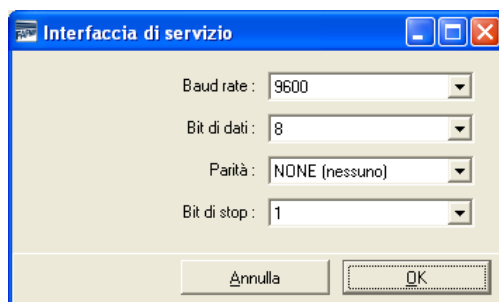 Interfaccia di servizio
Baud rate : 9600
Bit di dati : 8
Parità : NONE (nessuno)
Bit di stop : 1
Annulla OK